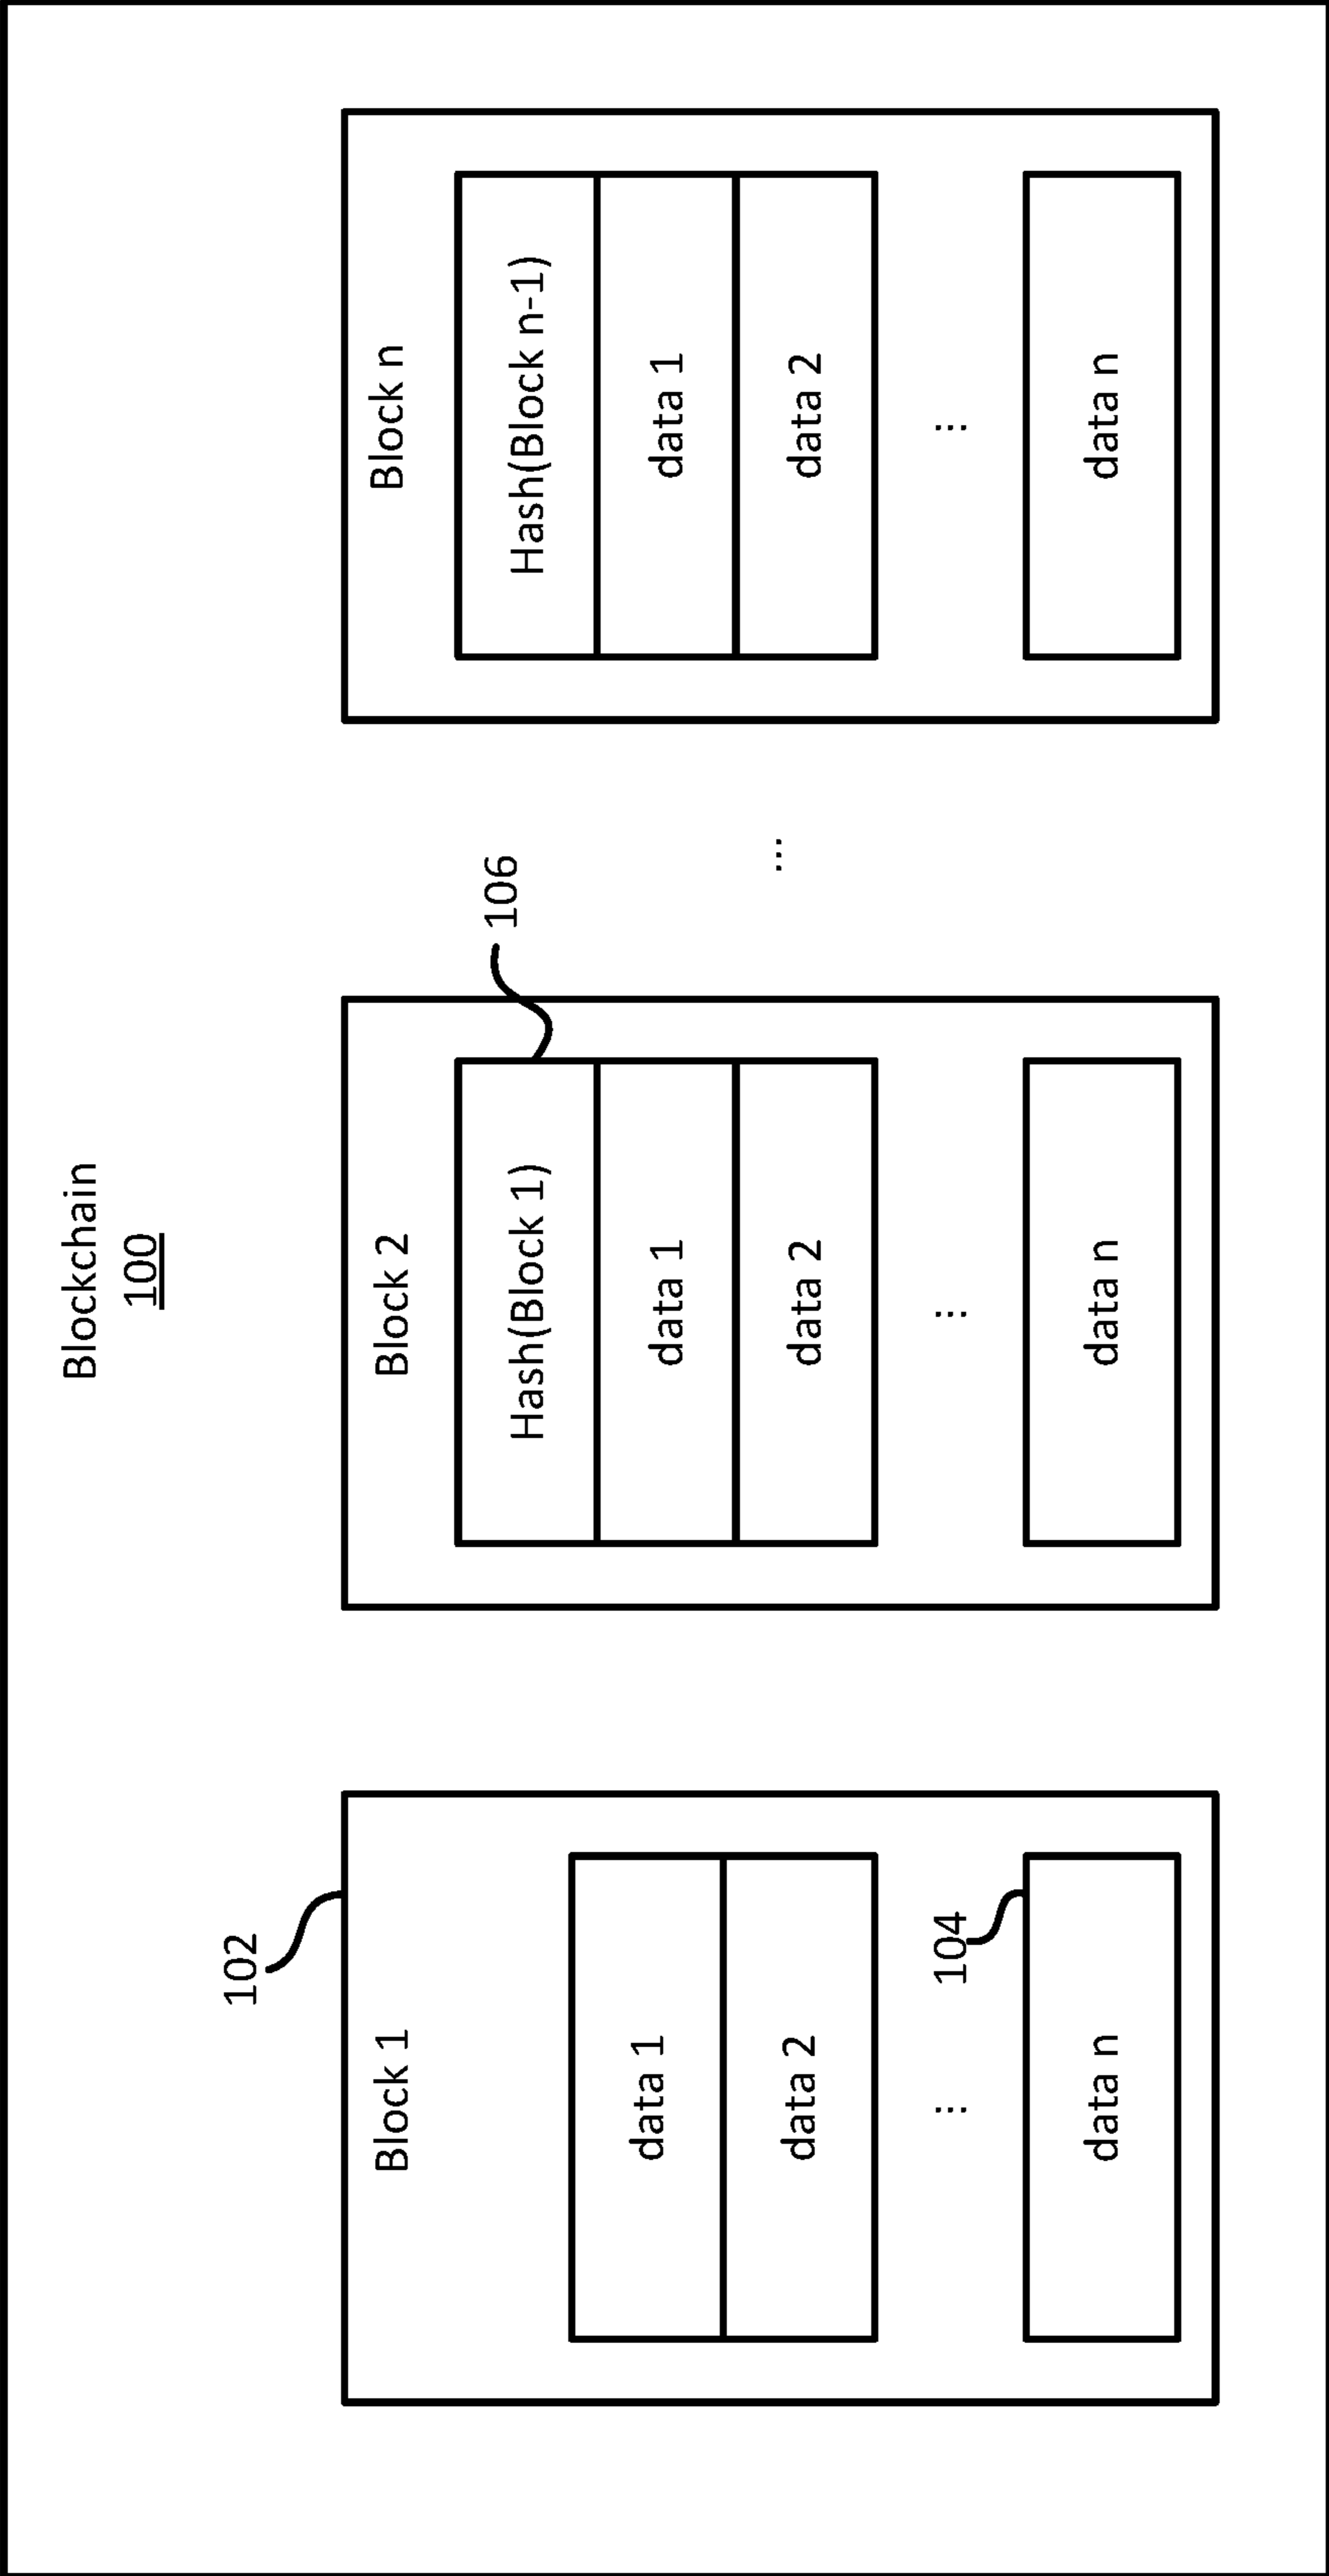 Blockchain
100
102
Block 1
data 1
data 2
...
104
data n
Block 2
106
Hash(Block 1)
data 1
data 2
...
data n
...
Block n
Hash(Block n-1)
data 1
data 2
...
data n